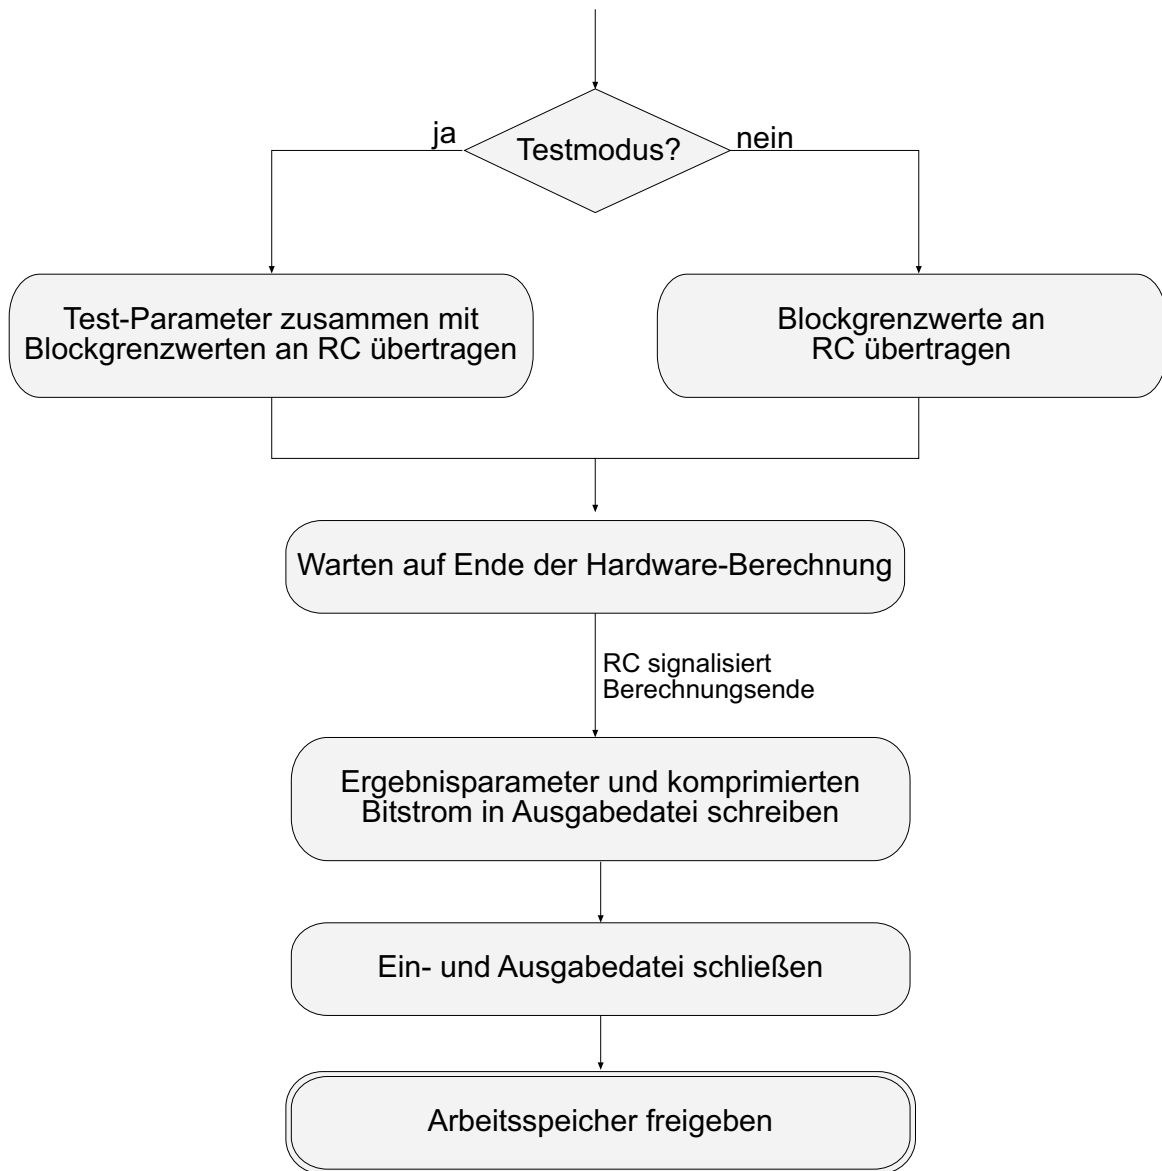 ja
Testmodus?
nein
Test-Parameter zusammen mit
Blockgrenzwerten an RC übertragen
Blockgrenzwerte an
RC übertragen
Warten auf Ende der Hardware-Berechnung
RC signalisiert
Berechnungsende
Ergebnisparameter und komprimierten
Bitstrom in Ausgabedatei schreiben
Ein- und Ausgabedatei schließen
Arbeitsspeicher freigeben